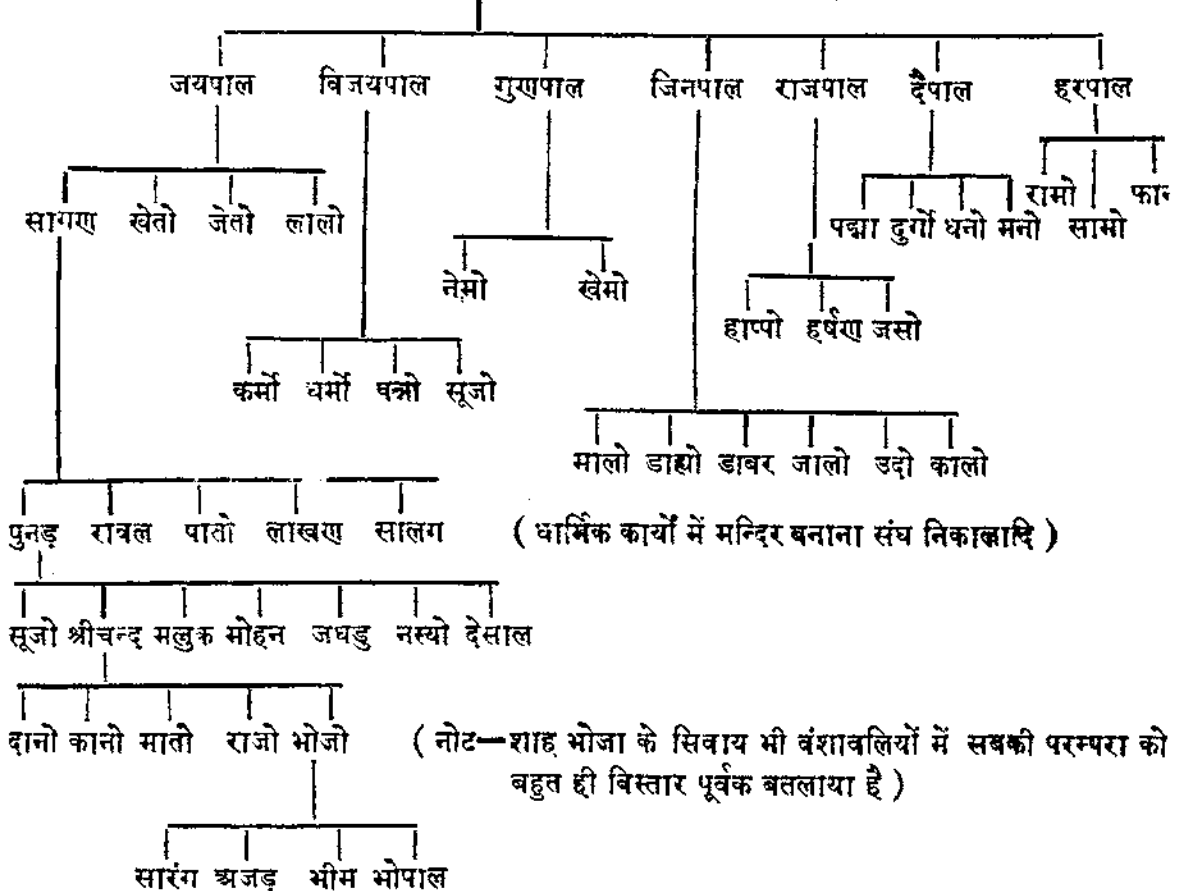 जयपाल विजयपाल गुणपाल जिनपाल राजपाल दैपाल हरपाल
सागण खेतो जेतो लालो
रामो
पद्मा दुर्गो धनो मनो सामो
नेमो खेमो
हाप्पो हर्षण जसो
कर्मो धर्मो सूजो
मालो डाह्यो डाबर जालो उदो कालो
पुनड़ रावल पातो लाखण सालग ( धार्मिक कार्यों में मन्दिर बनाना संघ निकालादि )
सूजो श्रीचन्द मलुक मोहन जघडु नस्यो देसाल
दानो कानो मातो राजो भोजो ( नोट—शाह भोजा के सिवाय भी वंशावलियों में सबकी परम्परा को
बहुत ही विस्तार पूर्वक बतलाया है )
सारंग अजड़ भीम भोपाल